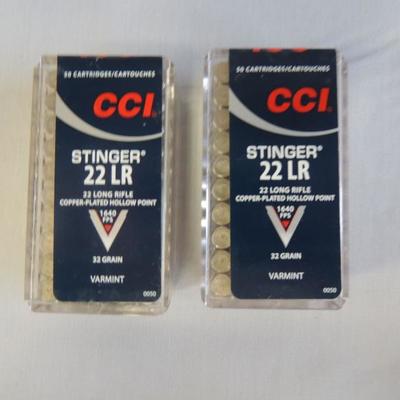 50 CARTRIDGES/CARTOUCHES
CCI.
STINGER®
22 LR
22 LONG RIFLE
COPPER-PLATED HOLLOW POINT
1640
FPS
32 GRAIN
VARMINT
0050
50 CARTRIDGES/CARTOUCHES
CCI.
STINGER®
22 LR
22 LONG RIFLE
COPPER-PLATED HOLLOW POINT
1640
FPS
32 GRAIN
VARMINT
0050